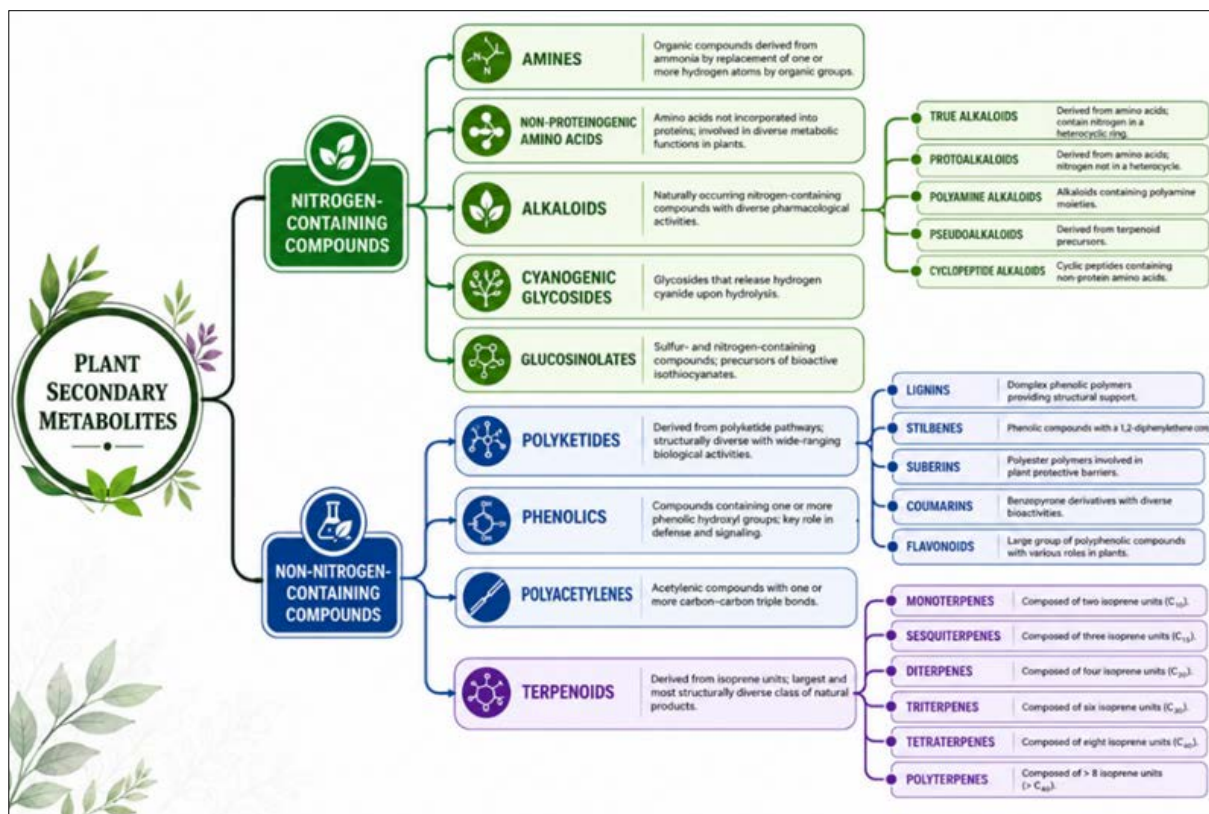 PLANT
SECONDARY
METABOLITES
NITROGEN-
CONTAINING
COMPOUNDS
AMINES
Organic compounds derived from
ammonia by replacement of one or
more hydrogen atoms by organic groups.
NON-PROTEINOGENIC
AMINO ACIDS
Amino acids not incorporated into
proteins; involved in diverse metabolic
functions in plants.
ALKALOIDS
Naturally occurring nitrogen-containing
compounds with diverse pharmacological
activities.
TRUE ALKALOIDS
Derived from amino acids;
contain nitrogen in a
heterocyclic ring.
PROTOALKALOIDS
Derived from amino acids;
nitrogen not in a heterocycle.
POLYAMINE ALKALOIDS
Alkaloids containing polyamine
moieties.
PSEUDOALKALOIDS
Derived from terpenoid
precursors.
CYCLOPEPTIDE ALKALOIDS
Cyclic peptides containing
non-protein amino acids.
CYANOGENIC
GLYCOSIDES
Glycosides that release hydrogen
cyanide upon hydrolysis.
GLUCOSINOLATES
Sulfur- and nitrogen-containing
compounds; precursors of bioactive
isothiocyanates.
NON-NITROGEN-
CONTAINING
COMPOUNDS
POLYKETIDES
Derived from polyketide pathways;
structurally diverse with wide-ranging
biological activities.
LIGNINS
Domplex phenolic polymers
providing structural support.
STILBENES
Phenolic compounds with a 1,2-diphenylethene com
SUBERINS
Polyester polymers involved in
plant protective barriers.
COUMARINS
Benzopyrone derivatives with diverse
bioactivities.
FLAVONOIDS
Large group of polyphenolic compounds
with various roles in plants.
PHENOLICS
Compounds containing one or more
phenolic hydroxyl groups; key role in
defense and signaling.
POLYACETYLENES
Acetylenic compounds with one or
more carbon–carbon triple bonds.
TERPENOIDS
Derived from isoprene units; largest and
most structurally diverse class of natural
products.
MONOTERPENES
Composed of two isoprene units (C₁₀).
SESQUITERPENES
Composed of three isoprene units (C₁₅).
DITERPENES
Composed of four isoprene units (C₂₀).
TRITERPENES
Composed of six isoprene units (C₃₀).
TETRATERPENES
Composed of eight isoprene units (C₄₀).
POLYTERPENES
Composed of > 8 isoprene units
(> C₄₀).